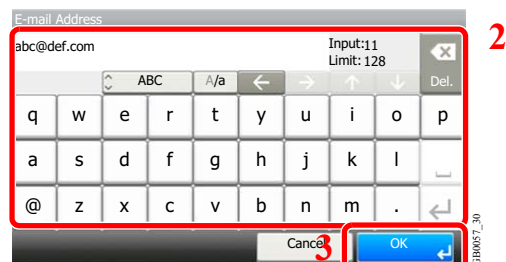 E-mail Address
abc@def.com
Input:11
Limit: 128
2
ABC A/a ← → ↑ ↓ Del.
q w e r t y u i o p
a s d f g h j k l
@ z x c v b n m .
Cancel 3 OK
GB0057_30